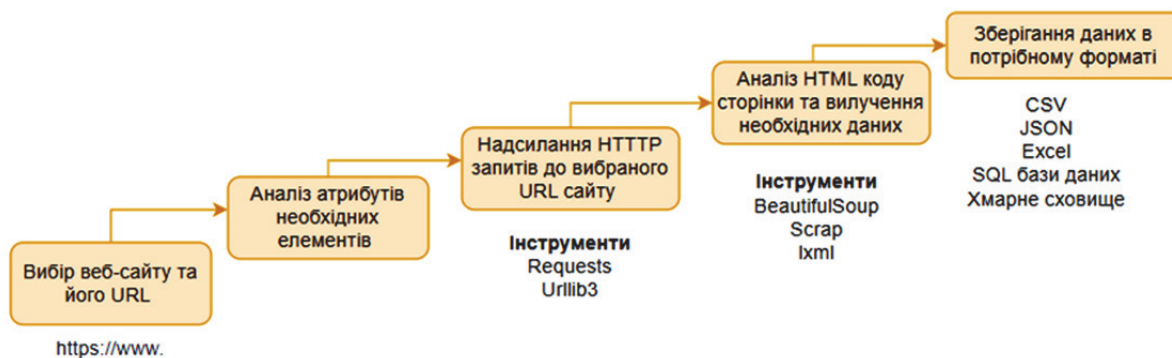 Вибір веб-сайту та
його URL
https://www.
Аналіз атрибутів
необхідних
елементів
Надсилання HTTTP
запитів до вибраного
URL сайту
Інструменти
Requests
Urllib3
Аналіз HTML коду
сторінки та вилучення
необхідних даних
Інструменти
BeautifulSoup
Scrap
lxml
Зберігання даних в
потрібному форматі
CSV
JSON
Excel
SQL бази даних
Хмарне сховище